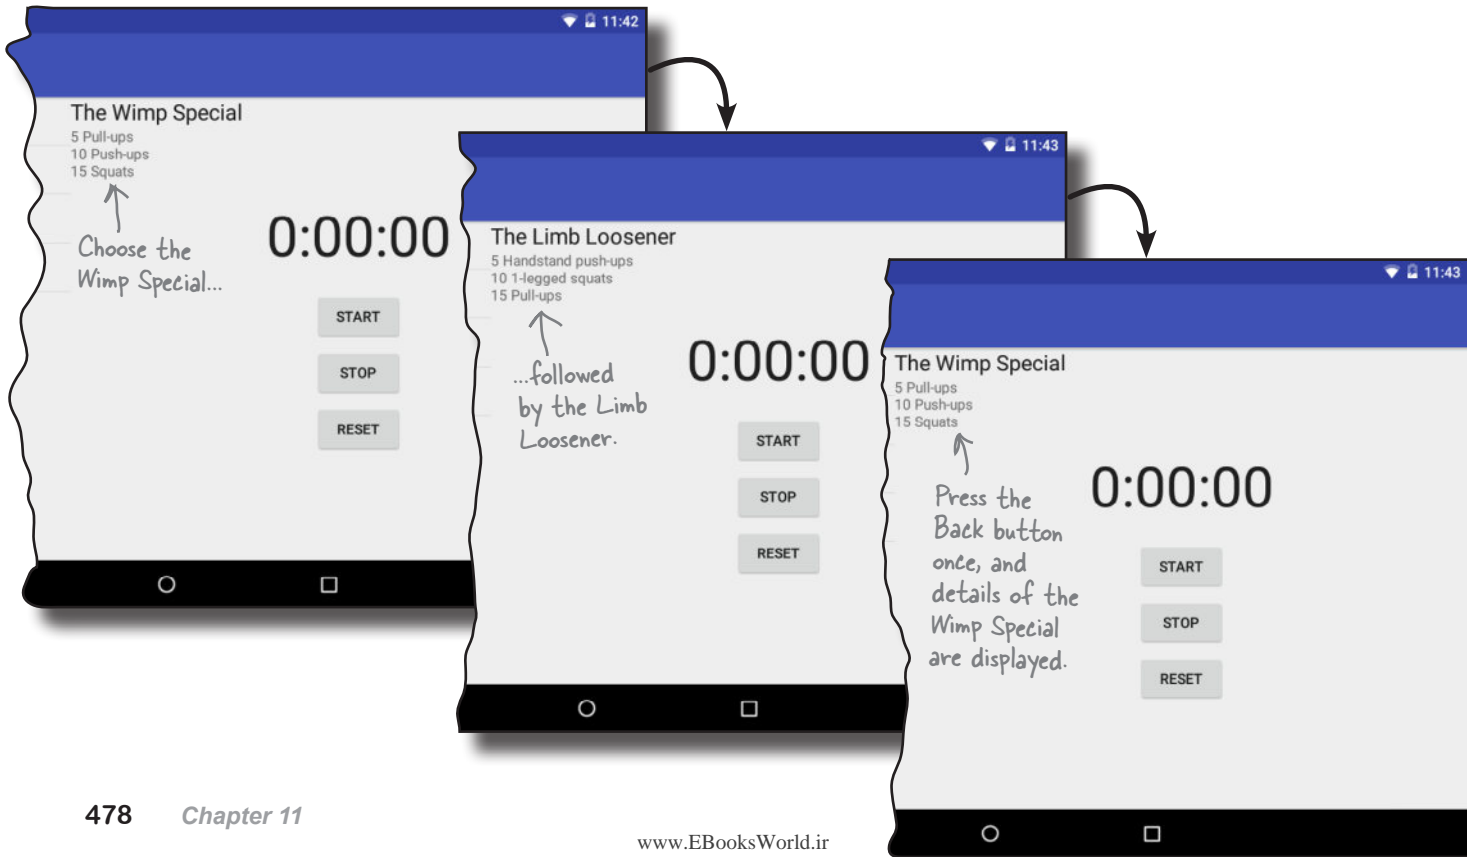 11:42
The Wimp Special
5 Pull-ups
10 Push-ups
15 Squats
Choose the
Wimp Special...
0:00:00
START
STOP
RESET
11:43
The Limb Loosener
5 Handstand push-ups
10 1-legged squats
15 Pull-ups
...followed
by the Limb
Loosener.
0:00:00
START
STOP
RESET
11:43
The Wimp Special
5 Pull-ups
10 Push-ups
15 Squats
Press the
Back button
once, and
details of the
Wimp Special
are displayed.
0:00:00
START
STOP
RESET
478 Chapter 11
www.EBooksWorld.ir